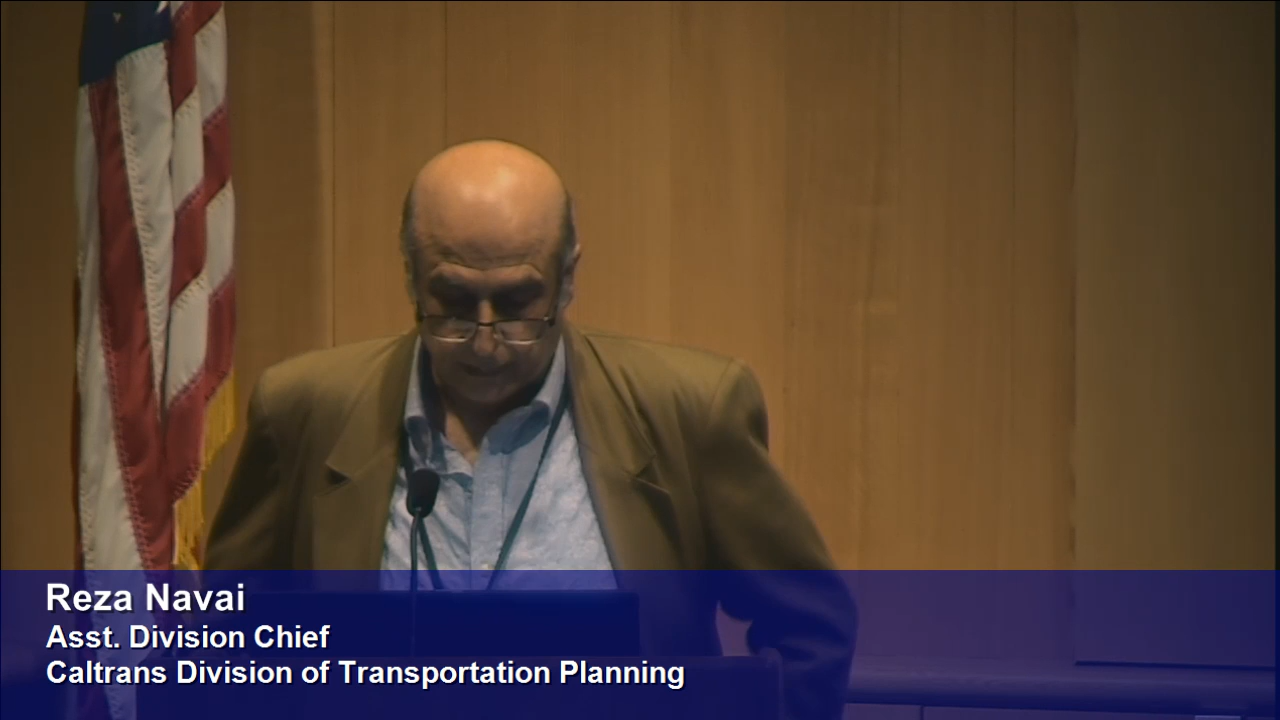 Reza Navai
Asst. Division Chief
Caltrans Division of Transportation Planning